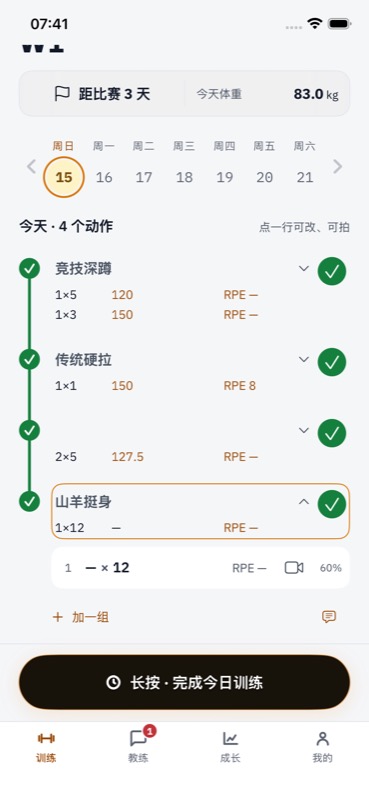 07:41
距比赛 3 天 今天体重 83.0 kg
周日 周一 周二 周三 周四 周五 周六
15 16 17 18 19 20 21
今天 · 4 个动作 点一行可改、可拍
竞技深蹲
1×5 120 RPE —
1×3 150 RPE —
传统硬拉
1×1 150 RPE 8
2×5 127.5 RPE —
山羊挺身
1×12 — RPE —
1 — × 12 RPE — 60%
+ 加一组
长按 · 完成今日训练
1
训练 教练 成长 我的